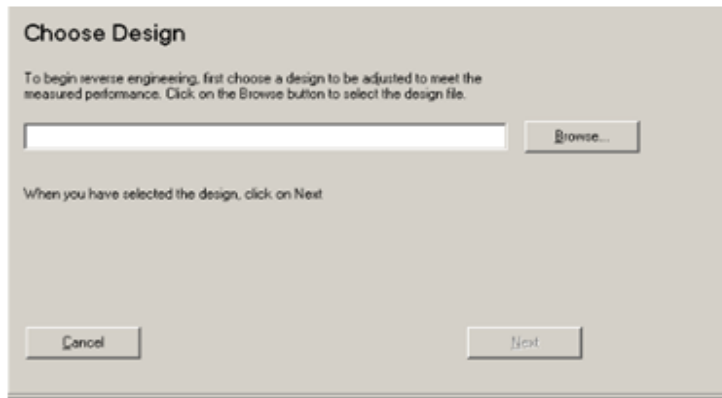 Choose Design
To begin reverse engineering, first choose a design to be adjusted to meet the
measured performance. Click on the Browse button to select the design file.
Browse...
When you have selected the design, click on Next
Cancel
Next